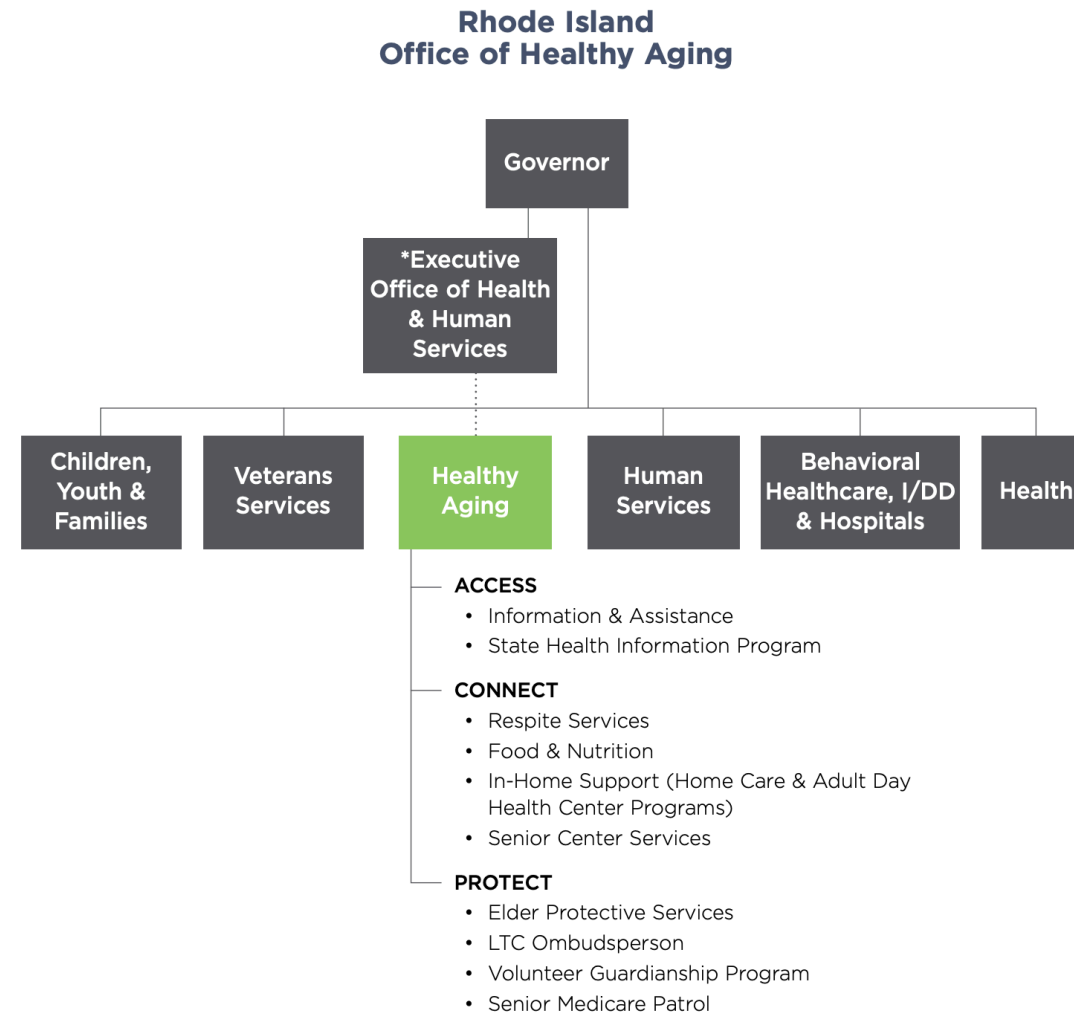 Rhode Island
Office of Healthy Aging
Governor
*Executive
Office of Health
& Human
Services
Children,
Youth &
Families
Veterans
Services
Healthy
Aging
Human
Services
Behavioral
Healthcare, I/DD
& Hospitals
Health
ACCESS
• Information & Assistance
• State Health Information Program
CONNECT
• Respite Services
• Food & Nutrition
• In-Home Support (Home Care & Adult Day
Health Center Programs)
• Senior Center Services
PROTECT
• Elder Protective Services
• LTC Ombudsperson
• Volunteer Guardianship Program
• Senior Medicare Patrol